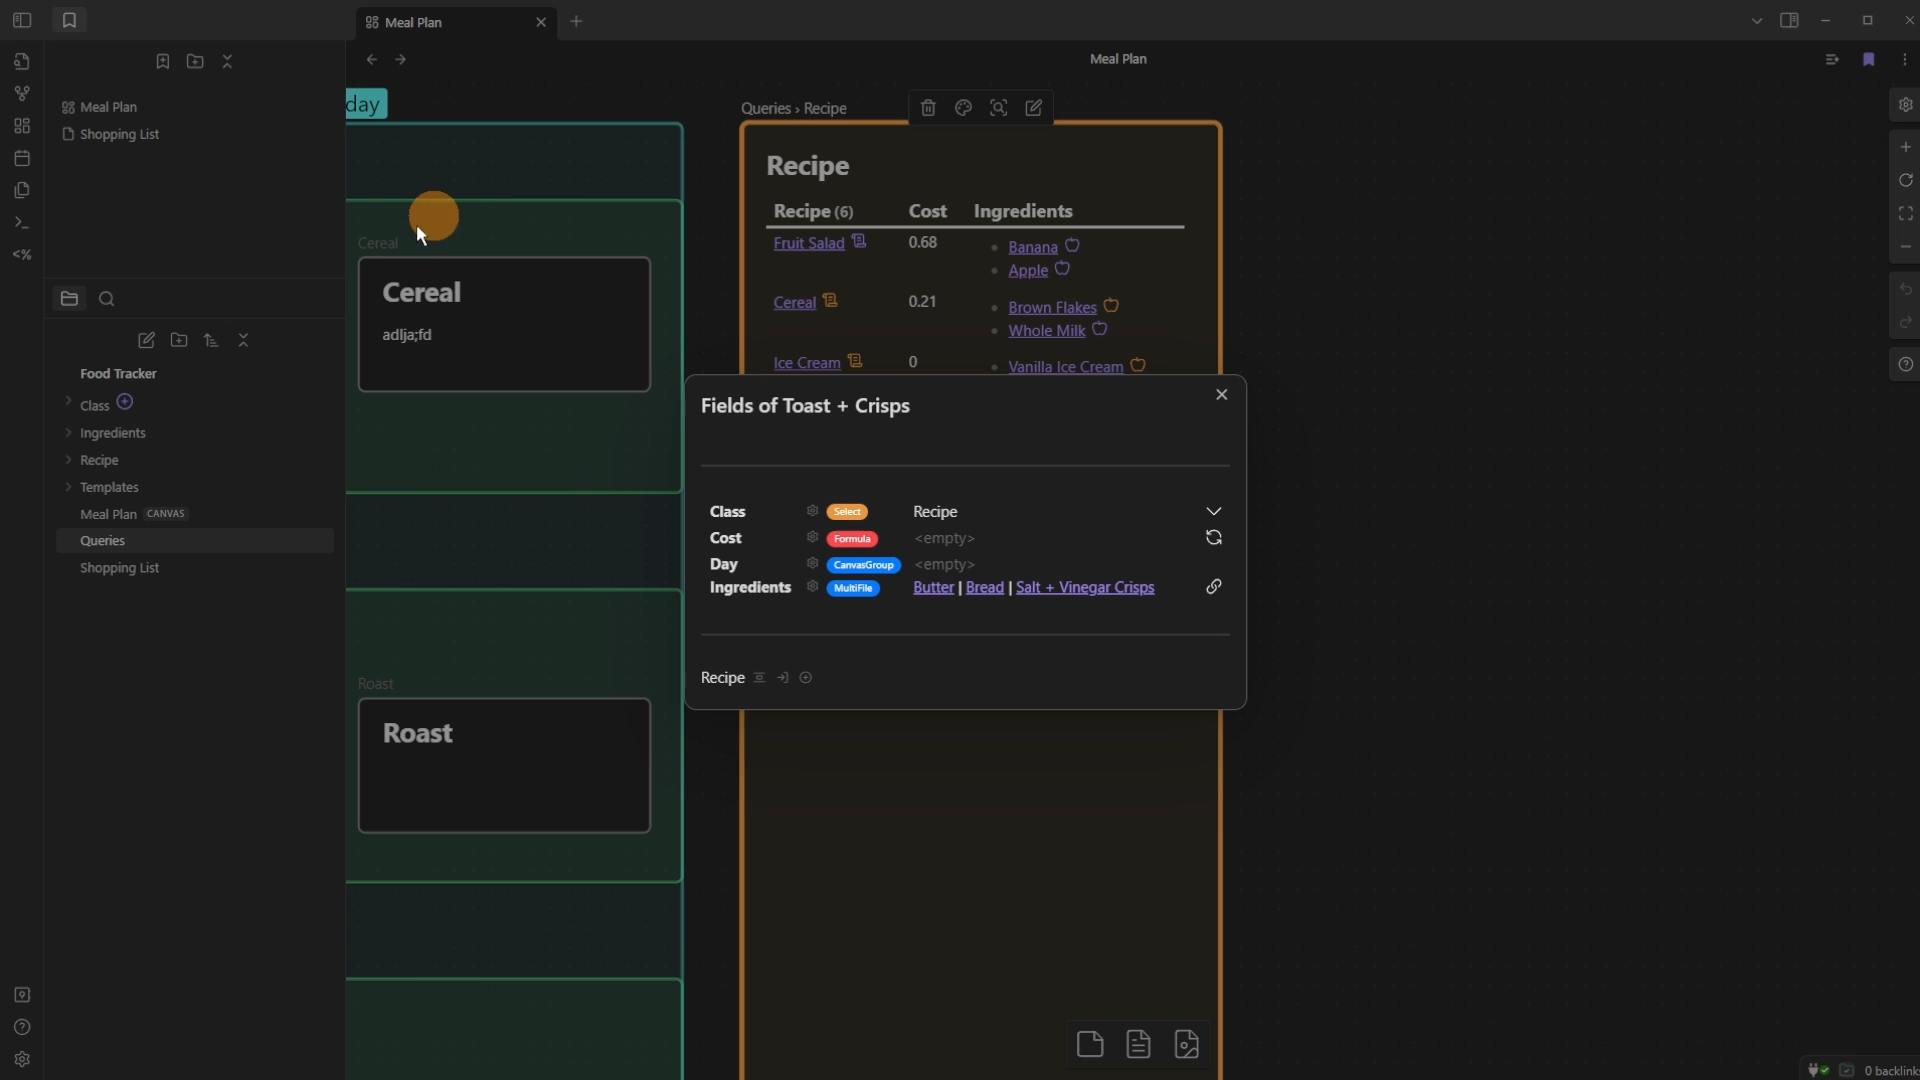 Meal Plan
Meal Plan
Meal Plan
Shopping List
Food Tracker
Class
Ingredients
Recipe
Templates
Meal Plan CANVAS
Queries
Shopping List
day
Cereal
Cereal
adlja;fd
Roast
Roast
Queries › Recipe
Recipe
Recipe (6) Cost Ingredients
Fruit Salad 0.68 Banana
Apple
Cereal 0.21 Brown Flakes
Whole Milk
Ice Cream 0 Vanilla Ice Cream
Fields of Toast + Crisps
Class Select Recipe
Cost Formula <empty>
Day CanvasGroup <empty>
Ingredients MultiFile Butter | Bread | Salt + Vinegar Crisps
Recipe
0 backlinks